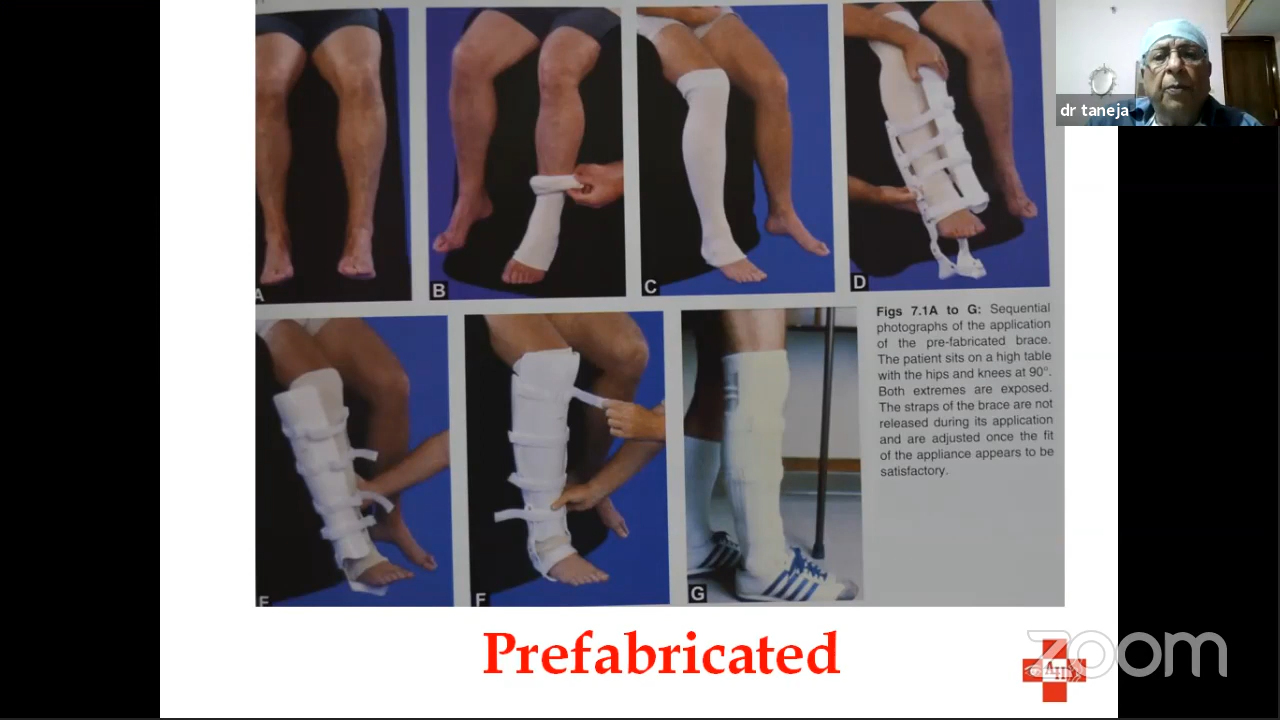 dr taneja
A
B
C
D
Figs 7.1A to G: Sequential
photographs of the application
of the pre-fabricated brace.
The patient sits on a high table
with the hips and knees at 90°.
Both extremes are exposed.
The straps of the brace are not
released during its application
and are adjusted once the fit
of the appliance appears to be
satisfactory.
E
F
G
Prefabricated
zoom